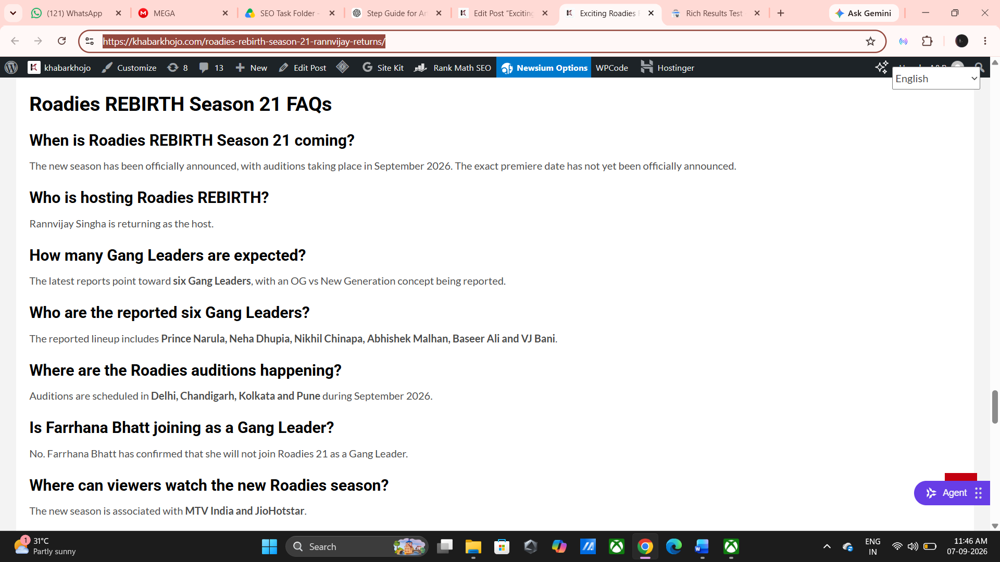 (121) WhatsApp
MEGA
SEO Task Folder -
Step Guide for An
Edit Post "Exciting
Exciting Roadies
Rich Results Test
Ask Gemini
https://khabarkhojo.com/roadies-rebirth-season-21-rannvijay-returns/
khabarkhojo
Customize
8
13
New
Edit Post
Site Kit
Rank Math SEO
Newsium Options
WPCode
Hostinger
English
Roadies REBIRTH Season 21 FAQs
When is Roadies REBIRTH Season 21 coming?
The new season has been officially announced, with auditions taking place in September 2026. The exact premiere date has not yet been officially announced.
Who is hosting Roadies REBIRTH?
Rannvijay Singha is returning as the host.
How many Gang Leaders are expected?
The latest reports point toward six Gang Leaders, with an OG vs New Generation concept being reported.
Who are the reported six Gang Leaders?
The reported lineup includes Prince Narula, Neha Dhupia, Nikhil Chinapa, Abhishek Malhan, Baseer Ali and VJ Bani.
Where are the Roadies auditions happening?
Auditions are scheduled in Delhi, Chandigarh, Kolkata and Pune during September 2026.
Is Farrhana Bhatt joining as a Gang Leader?
No. Farrhana Bhatt has confirmed that she will not join Roadies 21 as a Gang Leader.
Where can viewers watch the new Roadies season?
Agent
The new season is associated with MTV India and JioHotstar.
1
31°C
Partly sunny
Search
ENG
IN
11:46 AM
07-09-2026